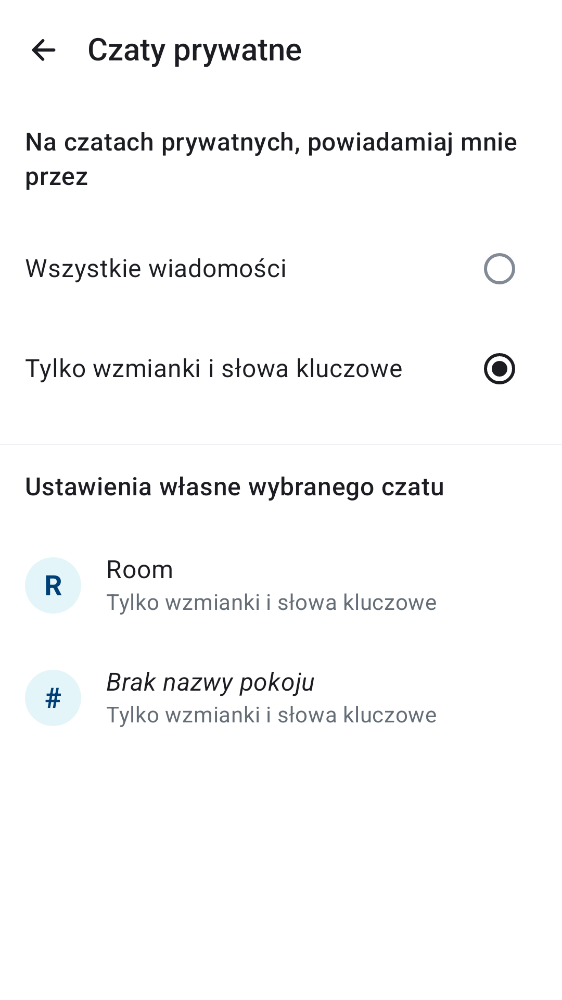 Czaty prywatne
Na czatach prywatnych, powiadamiaj mnie
przez
Wszystkie wiadomości
Tylko wzmianki i słowa kluczowe
Ustawienia własne wybranego czatu
R
Room
Tylko wzmianki i słowa kluczowe
#
Brak nazwy pokoju
Tylko wzmianki i słowa kluczowe